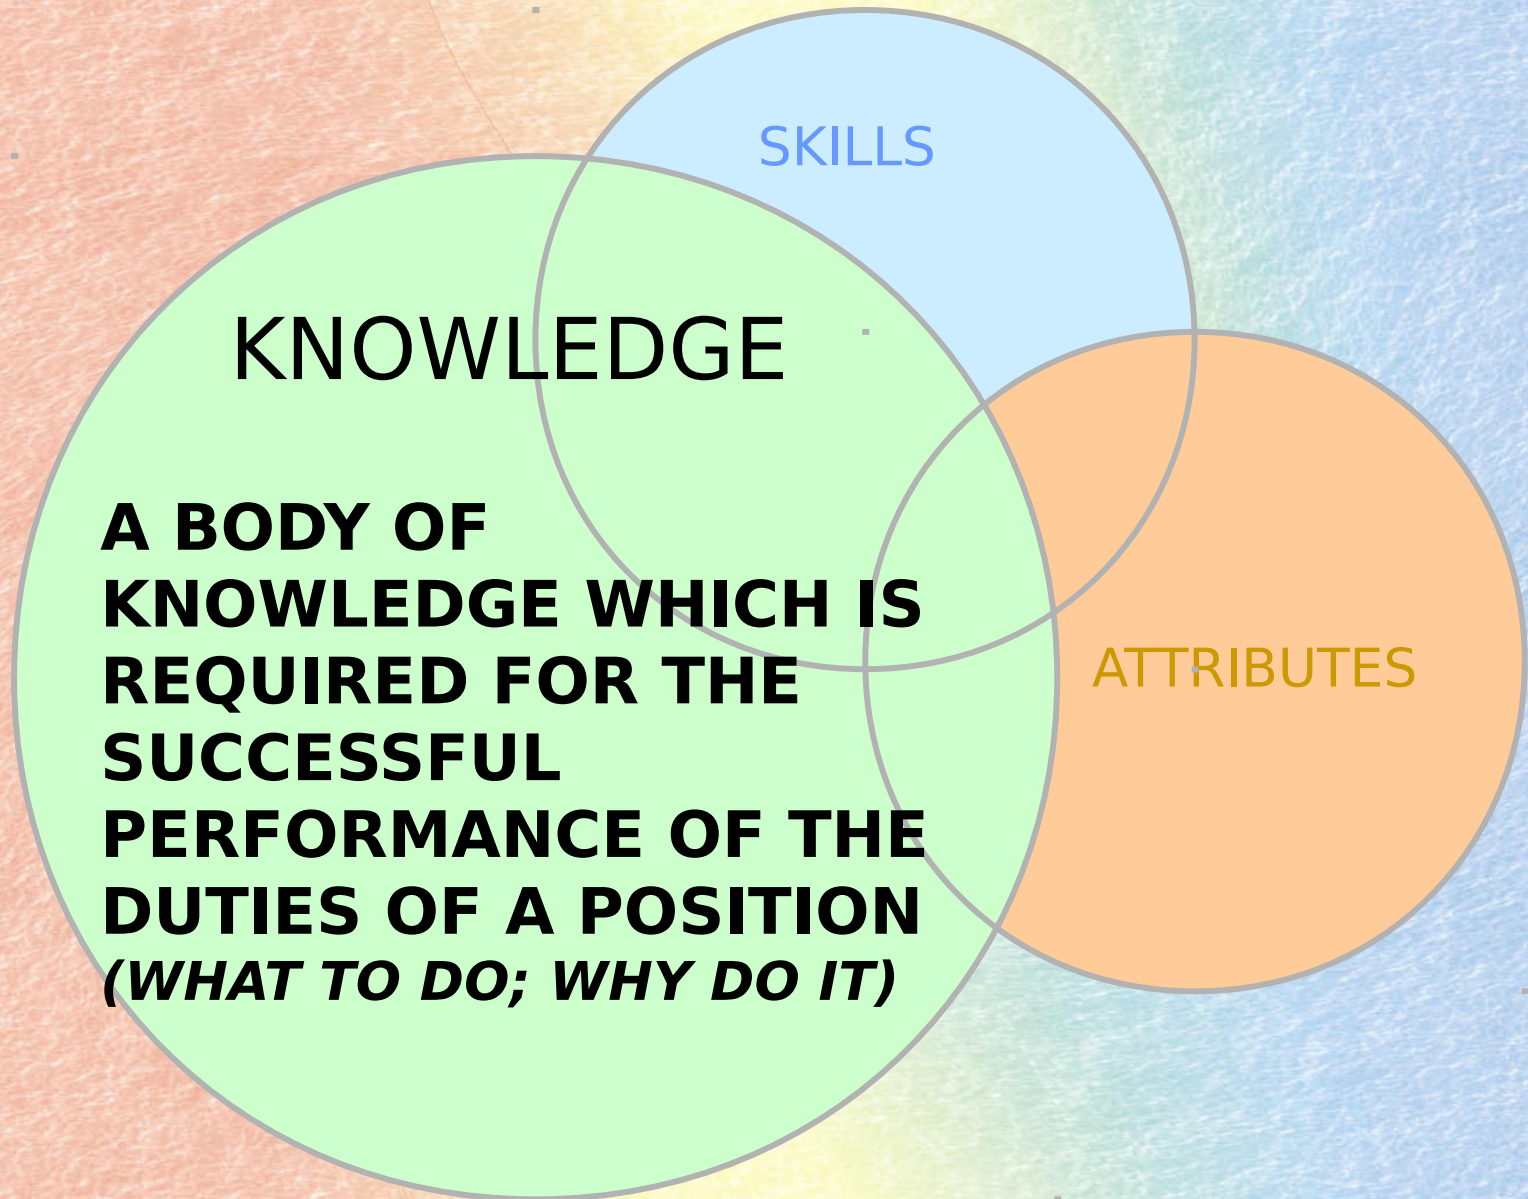 SKILLS
KNOWLEDGE
A BODY OF
KNOWLEDGE WHICH IS
REQUIRED FOR THE
SUCCESSFUL
PERFORMANCE OF THE
DUTIES OF A POSITION
(WHAT TO DO; WHY DO IT)
ATTRIBUTES